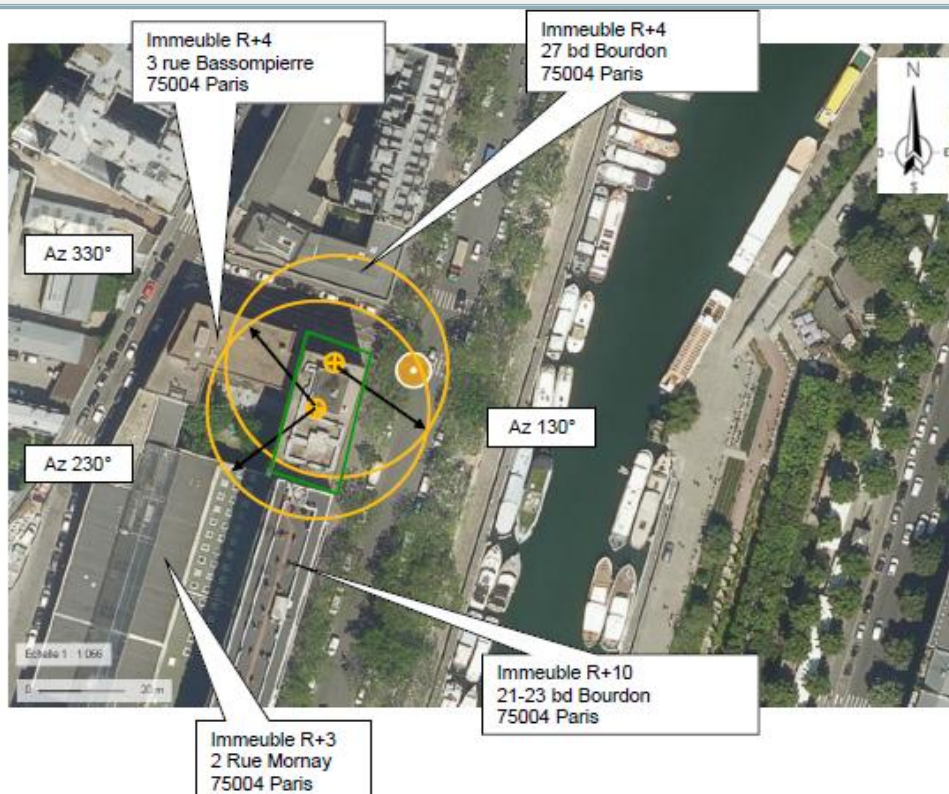 Immeuble R+4
3 rue Bassompierre
75004 Paris
Immeuble R+4
27 bd Bourdon
75004 Paris
N
S
Az 330°
Az 130°
Az 230°
Echelle 1 : 1 066
0 20 m
Immeuble R+10
21-23 bd Bourdon
75004 Paris
Immeuble R+3
2 Rue Mornay
75004 Paris